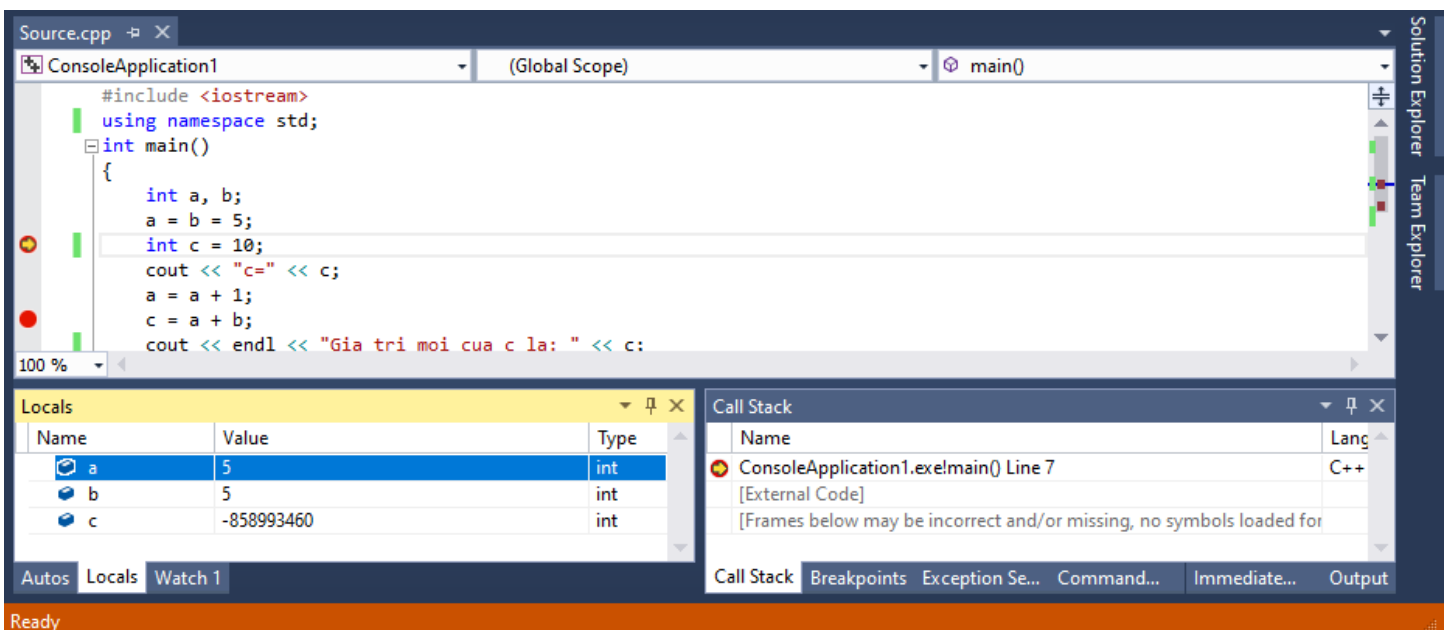 Source.cpp
ConsoleApplication1 (Global Scope) main()
#include <iostream>
using namespace std;
int main()
{
int a, b;
a = b = 5;
int c = 10;
cout << "c=" << c;
a = a + 1;
c = a + b;
cout << endl << "Gia tri moi cua c la: " << c;
100 %
Solution Explorer
Team Explorer
Locals
Name Value Type
a 5 int
b 5 int
c -858993460 int
Autos Locals Watch 1
Call Stack
Name Lang
ConsoleApplication1.exe!main() Line 7 C++
[External Code]
[Frames below may be incorrect and/or missing, no symbols loaded for
Call Stack Breakpoints Exception Se... Command... Immediate... Output
Ready